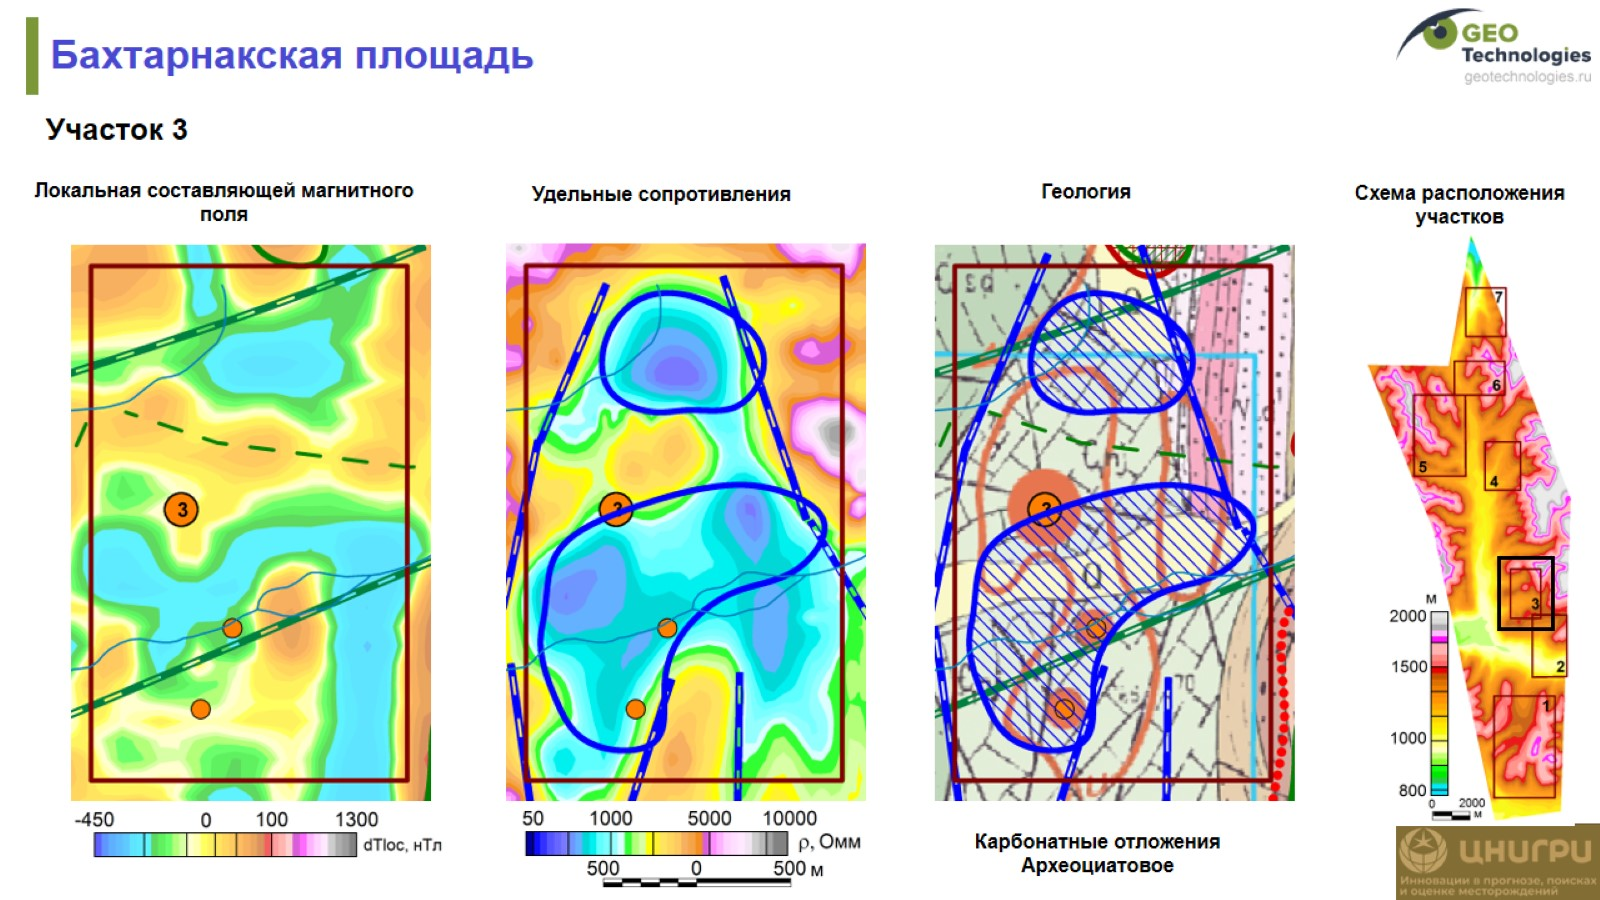 Бахтарнакская площадь
GEO
Technologies
geotechnologies.ru
Участок 3
Локальная составляющей магнитного
поля
Удельные сопротивления
Геология
Схема расположения
участков
3
7
6
5
4
3
2
1
м
2000
1500
1000
800
0 2000
м
-450 0 100 1300
dTloc, нТл
50 1000 5000 10000
ρ, Омм
500 0 500 м
Карбонатные отложения
Археоциатовое
ЦНИГРИ
Инновации в прогнозе, поисках
и оценке месторождений